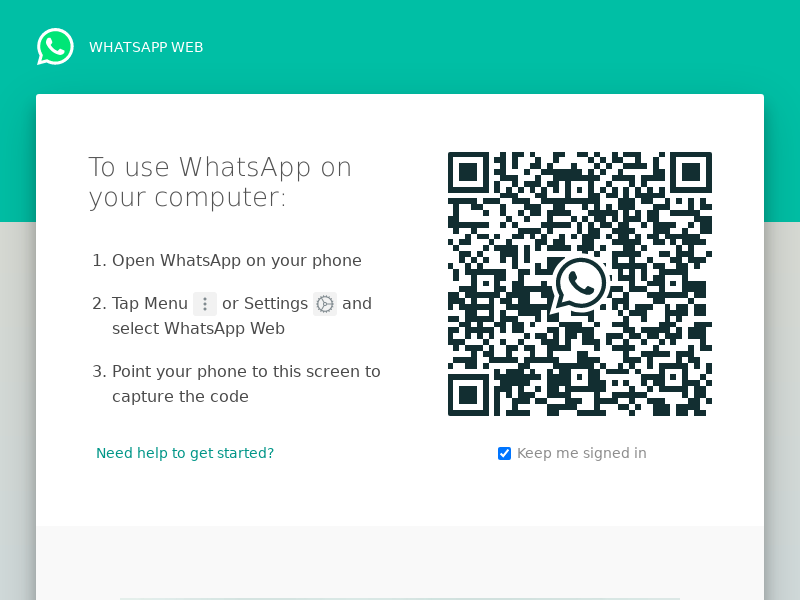 WHATSAPP WEB
To use WhatsApp on
your computer:
1. Open WhatsApp on your phone
2. Tap Menu or Settings and
select WhatsApp Web
3. Point your phone to this screen to
capture the code
Need help to get started?
Keep me signed in